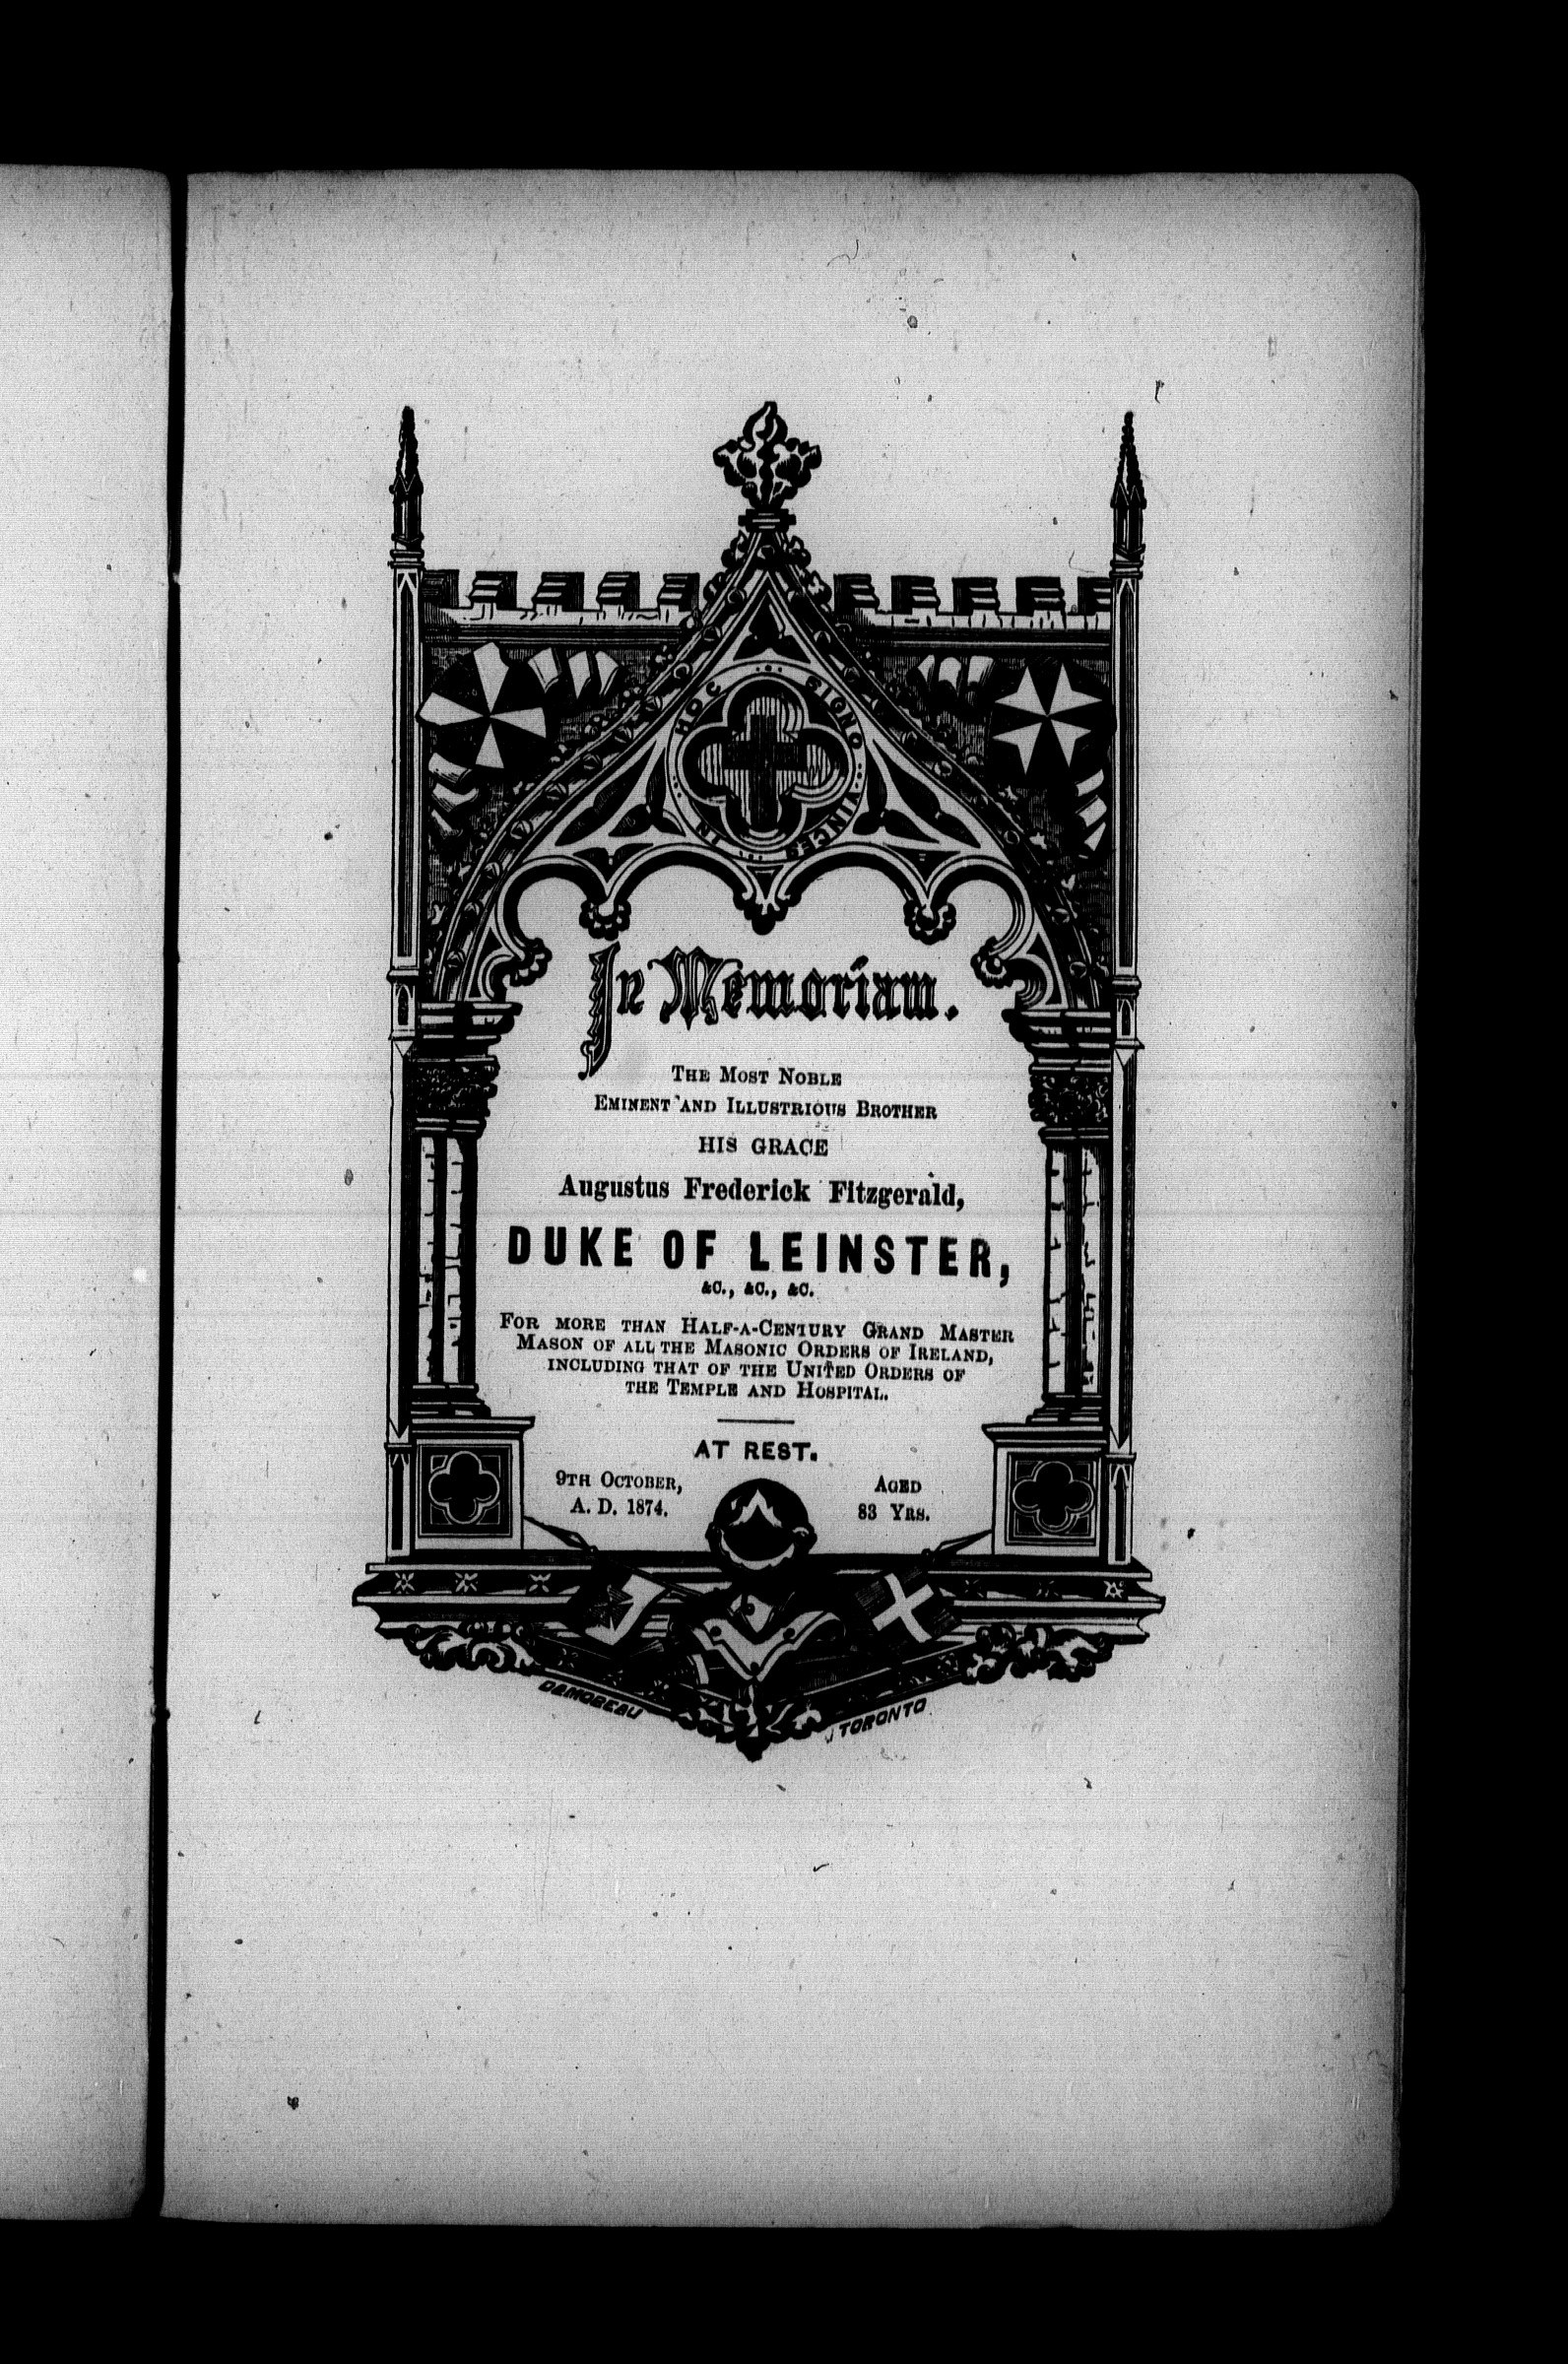 IN HOC SIGNO VINCES
In Memoriam.
THE MOST NOBLE
EMINENT AND ILLUSTRIOUS BROTHER
HIS GRACE
Augustus Frederick Fitzgerald,
DUKE OF LEINSTER,
&C., &C., &C.
FOR MORE THAN HALF-A-CENTURY GRAND MASTER
MASON OF ALL THE MASONIC ORDERS OF IRELAND,
INCLUDING THAT OF THE UNITED ORDERS OF
THE TEMPLE AND HOSPITAL.
AT REST.
9TH OCTOBER,
A. D. 1874.
AGED
83 YRS.
DEMOREAU
TORONTO